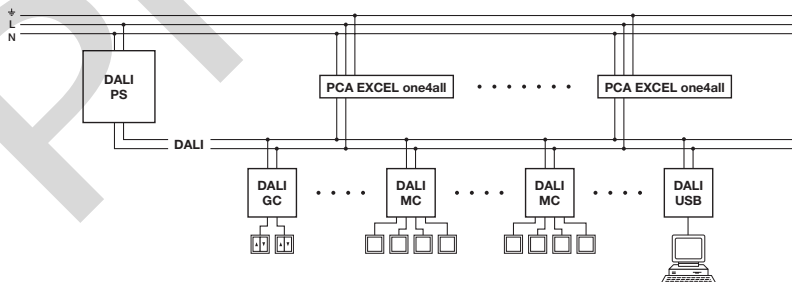 L
N
DALI
PS
PCA EXCEL one4all
PCA EXCEL one4all
DALI
DALI
GC
DALI
MC
DALI
MC
DALI
USB